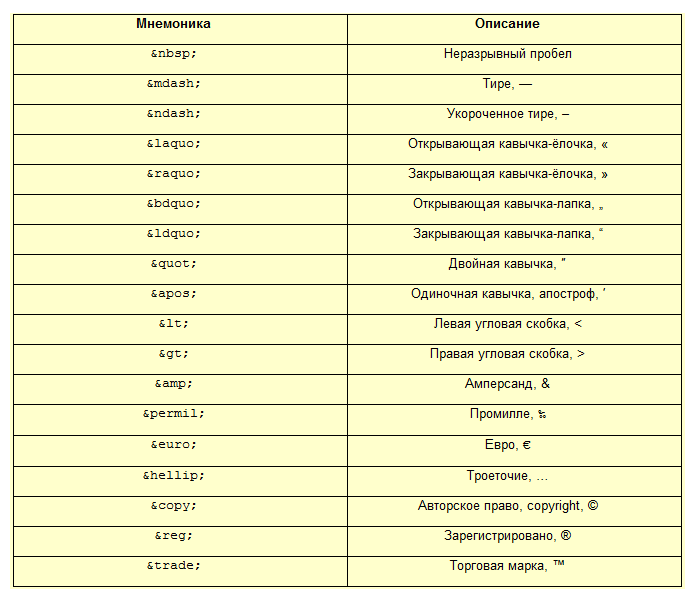 Мнемоника Описание
&nbsp; Неразрывный пробел
&mdash; Тире, —
&ndash; Укороченное тире, –
&laquo; Открывающая кавычка-ёлочка, «
&raquo; Закрывающая кавычка-ёлочка, »
&bdquo; Открывающая кавычка-лапка, „
&ldquo; Закрывающая кавычка-лапка, “
&quot; Двойная кавычка, "
&apos; Одиночная кавычка, апостроф, '
&lt; Левая угловая скобка, <
&gt; Правая угловая скобка, >
&amp; Амперсанд, &
&permil; Промилле, ‰
&euro; Евро, €
&hellip; Троеточие, …
&copy; Авторское право, copyright, ©
&reg; Зарегистрировано, ®
&trade; Торговая марка, ™